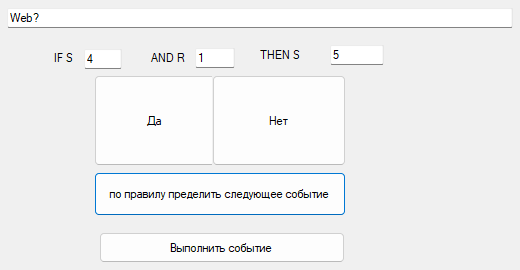 Web?
IF S 4 AND R 1 THEN S 5
Да Нет
по правилу пределить следующее событие
Выполнить событие